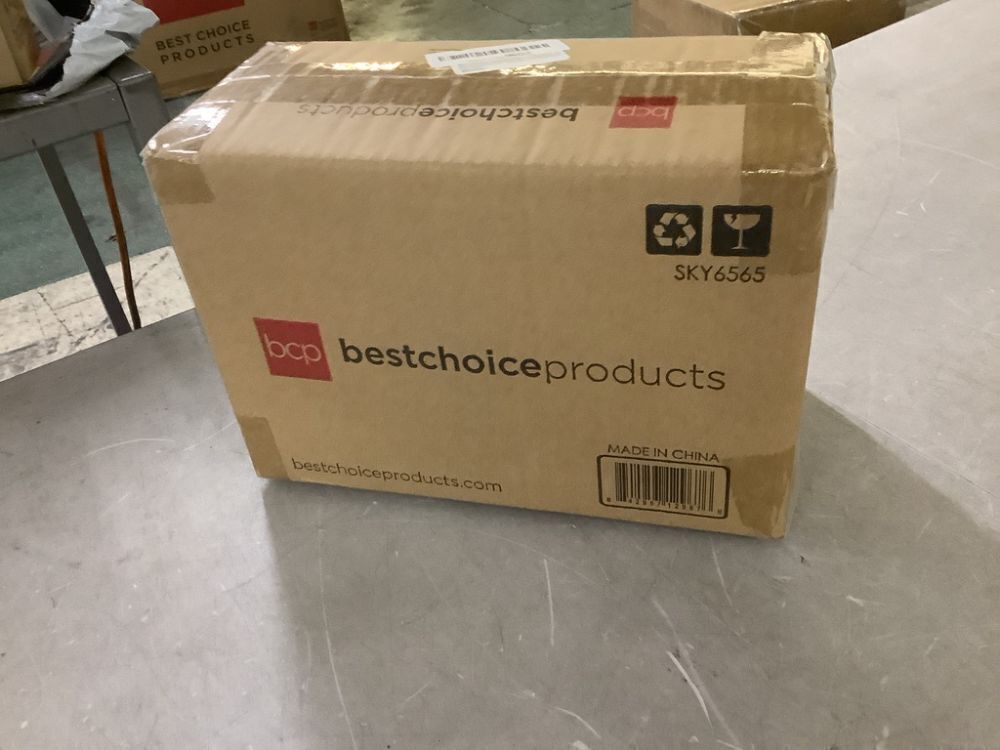 BEST CHOICE
PRODUCTS
bestchoiceproducts
bcp
SKY6565
bcp
bestchoiceproducts
bestchoiceproducts.com
MADE IN CHINA